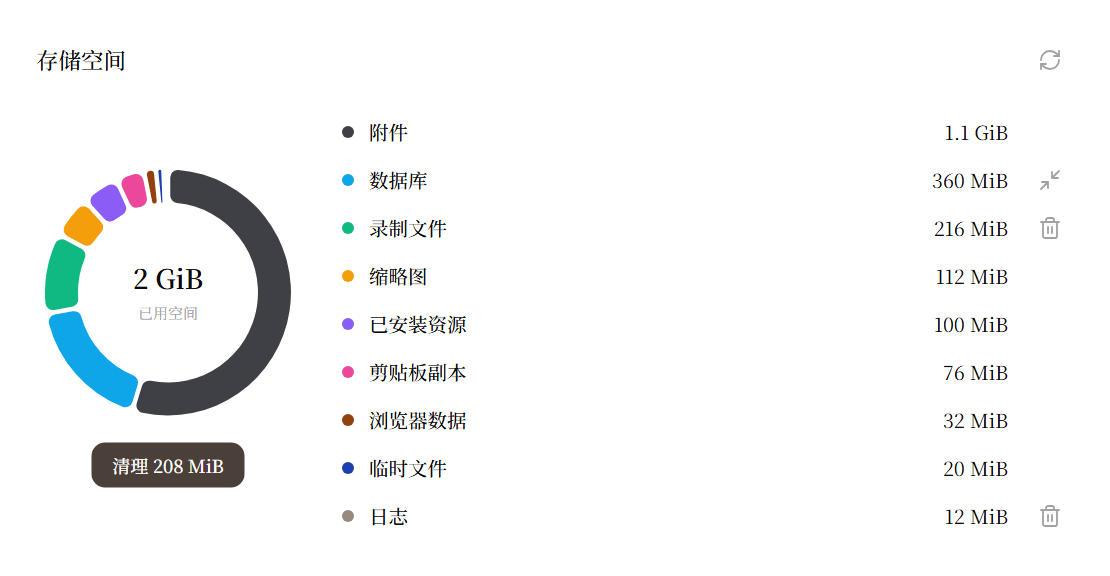 存储空间
附件 1.1 GiB
数据库 360 MiB
录制文件 216 MiB
缩略图 112 MiB
已安装资源 100 MiB
剪贴板副本 76 MiB
浏览器数据 32 MiB
临时文件 20 MiB
日志 12 MiB
2 GiB
已用空间
清理 208 MiB